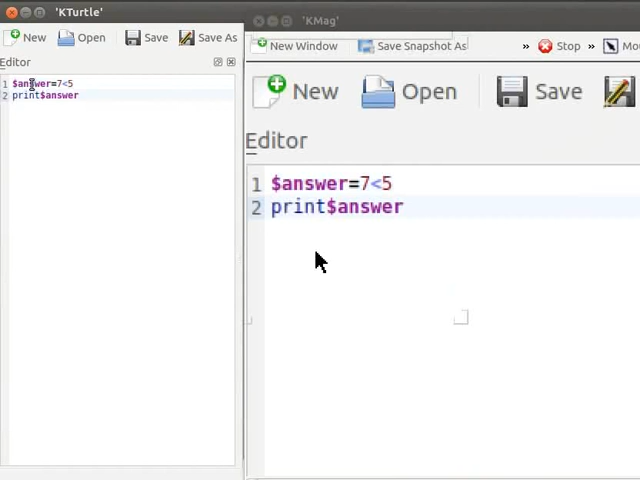 'KTurtle'
New Open Save Save As
Editor
1 $answer=7<5
2 print$answer
'KMag'
New Window Save Snapshot As » Stop » Mou
New Open Save
Editor
1 $answer=7<5
2 print$answer